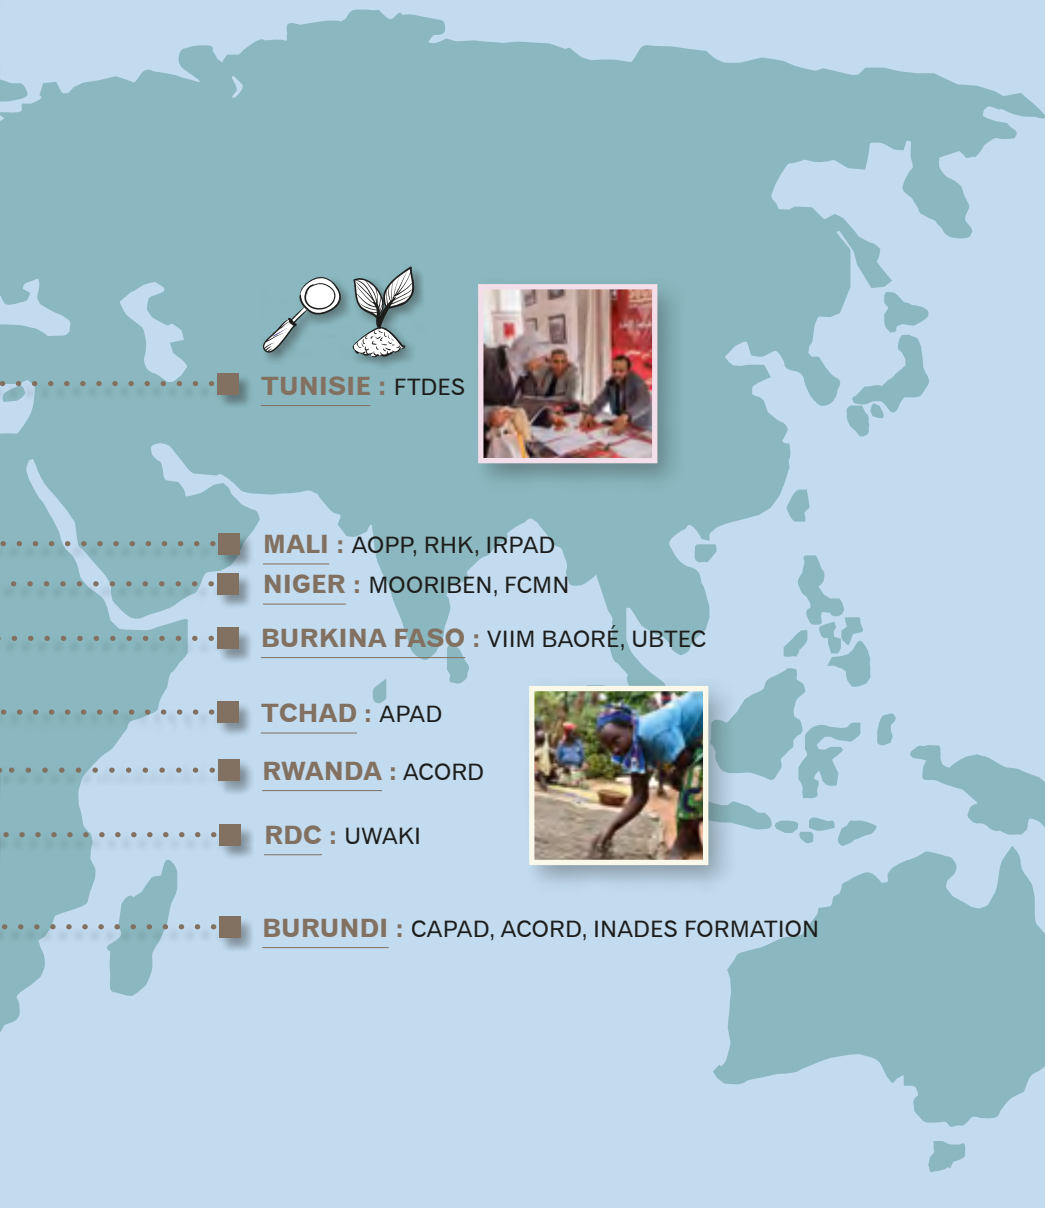 TUNISIE : FTDES
MALI : AOPP, RHK, IRPAD
NIGER : MOORIBEN, FCMN
BURKINA FASO : VIIM BAORÉ, UBTEC
TCHAD : APAD
RWANDA : ACORD
RDC : UWAKI
BURUNDI : CAPAD, ACORD, INADES FORMATION